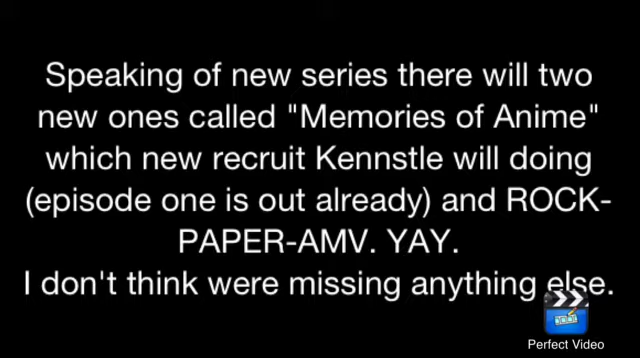 Speaking of new series there will two
new ones called "Memories of Anime"
which new recruit Kennstle will doing
(episode one is out already) and ROCK-
PAPER-AMV. YAY.
I don't think were missing anything else.
Perfect Video